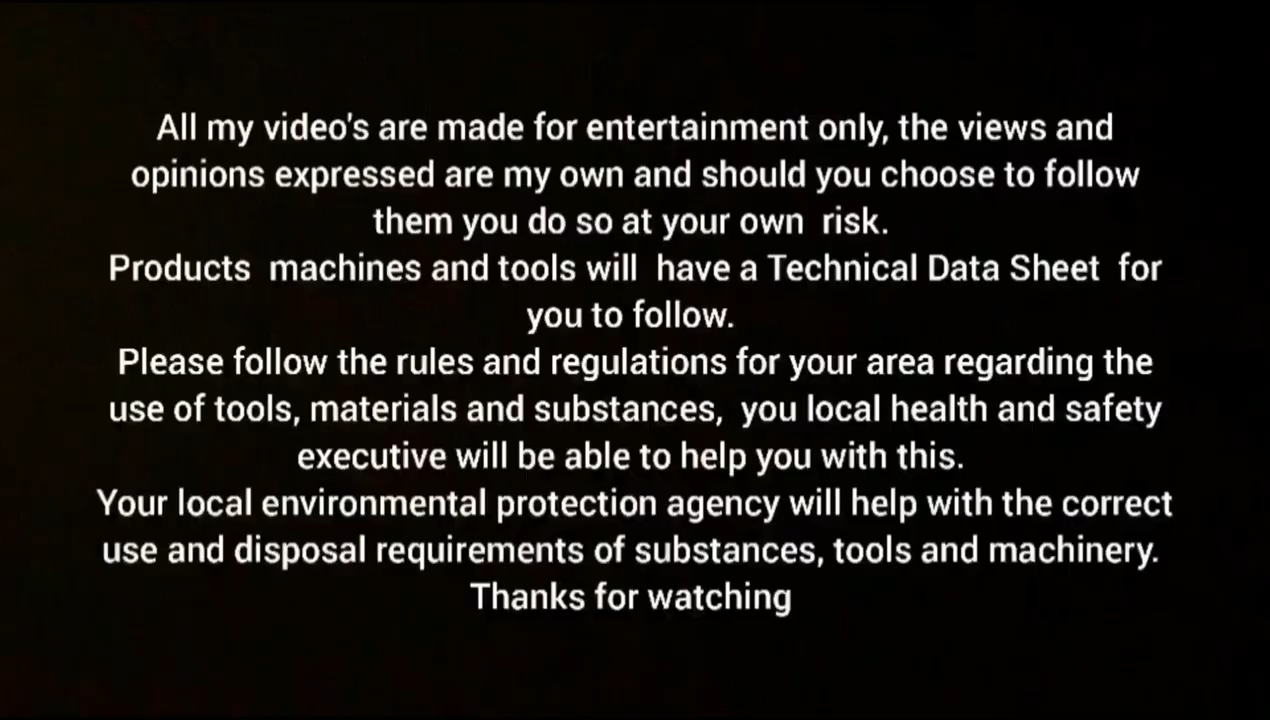 All my video's are made for entertainment only, the views and
opinions expressed are my own and should you choose to follow
them you do so at your own  risk.
Products  machines and tools will  have a Technical Data Sheet  for
you to follow.
Please follow the rules and regulations for your area regarding the
use of tools, materials and substances,  you local health and safety
executive will be able to help you with this.
Your local environmental protection agency will help with the correct
use and disposal requirements of substances, tools and machinery.
Thanks for watching